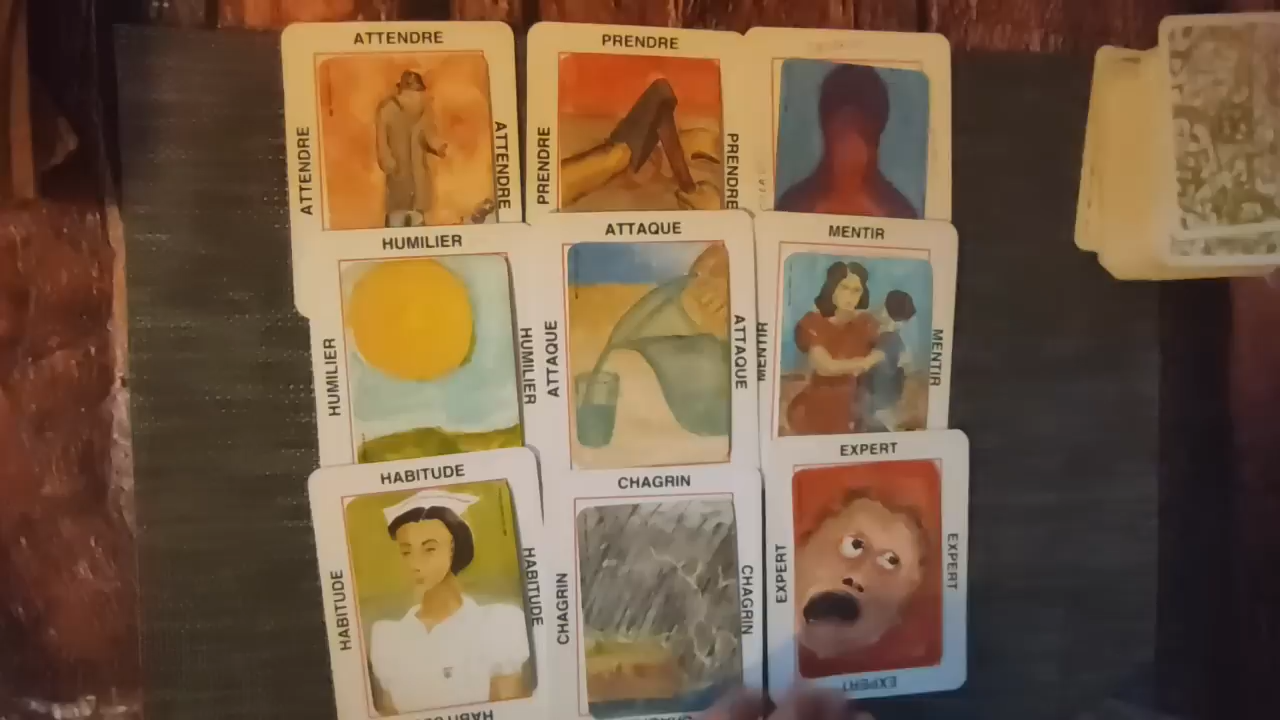 ATTENDRE
ATTENDRE
ATTENDRE
PRENDRE
PRENDRE
PRENDRE
HUMILIER
HUMILIER
HUMILIER
ATTAQUE
ATTAQUE
ATTAQUE
MENTIR
MENTIR
MENTIR
HABITUDE
HABITUDE
HABITUDE
CHAGRIN
CHAGRIN
CHAGRIN
EXPERT
EXPERT
EXPERT
EXPERT